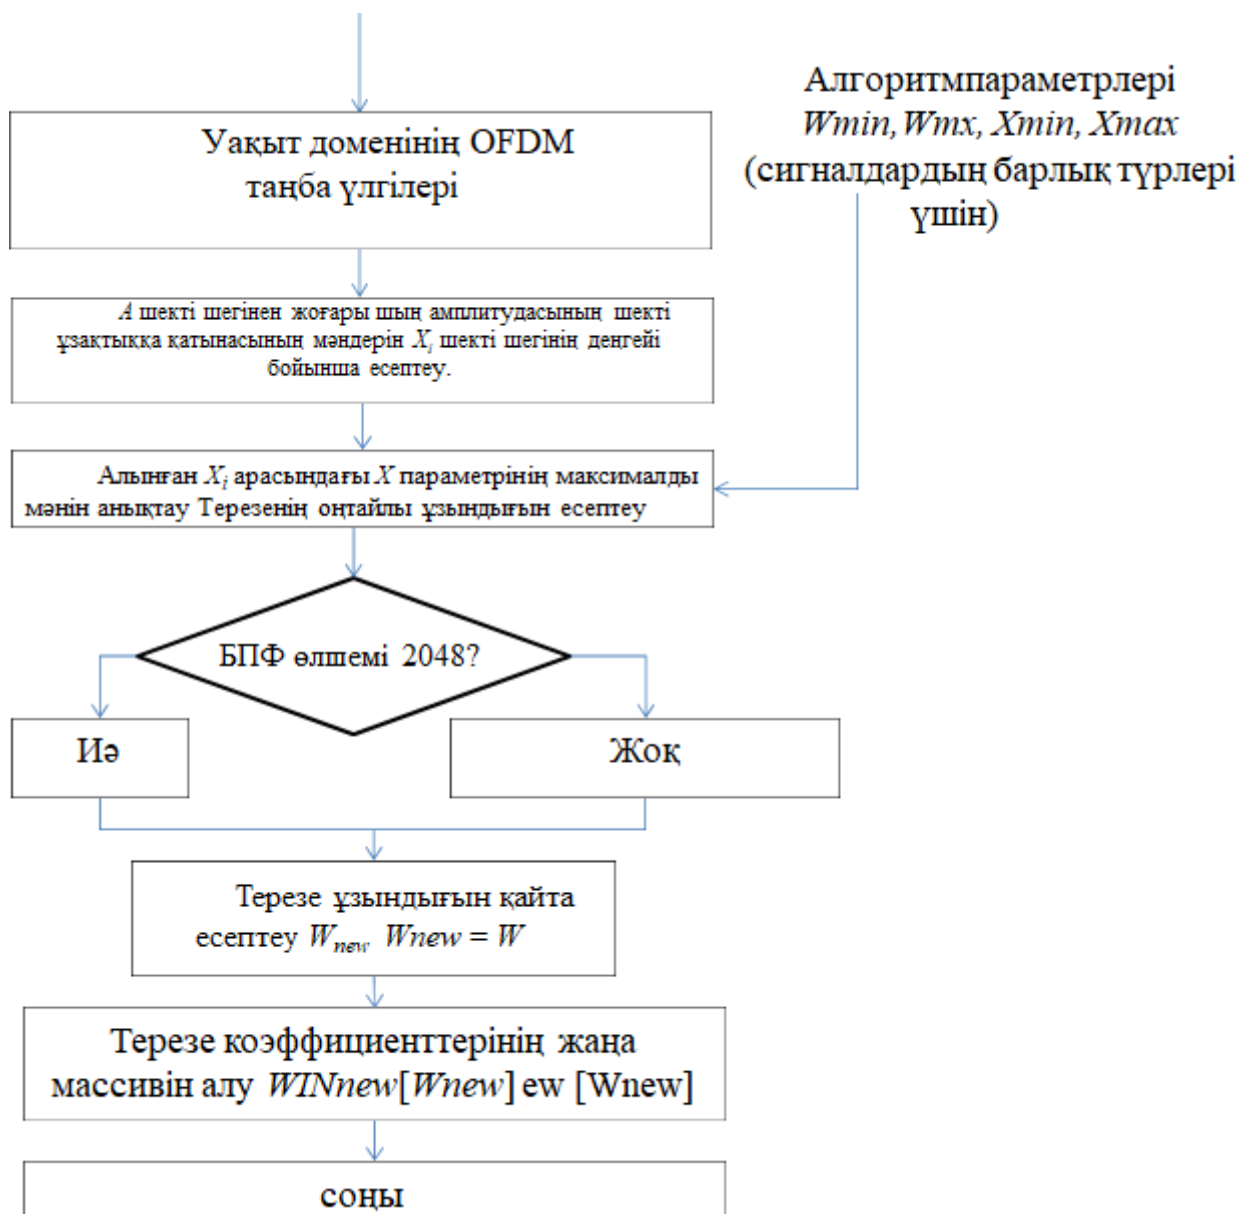 Уақыт доменінің OFDM
таңба үлгілері
Алгоритмпараметрлері
Wmin, Wmx, Xmin, Xmax
(сигналдардың барлық түрлері
үшін)
A шекті шегінен жоғары шың амплитудасының шекті
ұзақтыққа қатынасының мәндерін Xi шекті шегінің деңгейі
бойынша есептеу.
Алынған Xi арасындағы X параметрінің максималды
мәнін анықтау Терезенің оңтайлы ұзындығын есептеу
БПФ өлшемі 2048?
Иә
Жоқ
Терезе ұзындығын қайта
есептеу Wnew Wnew = W
Терезе коэффициенттерінің жаңа
массивін алу WINnew[Wnew] ew [Wnew]
соңы